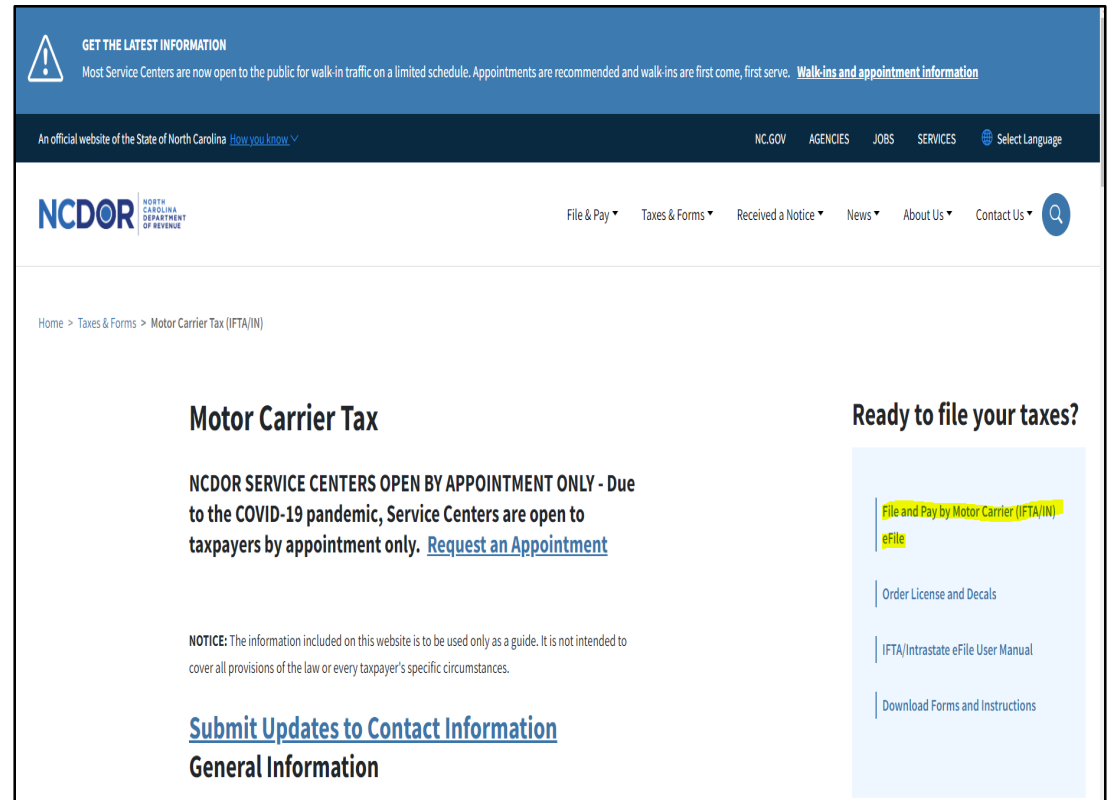 GET THE LATEST INFORMATION
Most Service Centers are now open to the public for walk-in traffic on a limited schedule. Appointments are recommended and walk-ins are first come, first serve. Walk-ins and appointment information
An official website of the State of North Carolina How you know
NC.GOV AGENCIES JOBS SERVICES Select Language
NCDOR NORTH
CAROLINA
DEPARTMENT
OF REVENUE
File & Pay Taxes & Forms Received a Notice News About Us Contact Us
Home > Taxes & Forms > Motor Carrier Tax (IFTA/IN)
Motor Carrier Tax
NCDOR SERVICE CENTERS OPEN BY APPOINTMENT ONLY - Due
to the COVID-19 pandemic, Service Centers are open to
taxpayers by appointment only. Request an Appointment
NOTICE: The information included on this website is to be used only as a guide. It is not intended to
cover all provisions of the law or every taxpayer's specific circumstances.
Submit Updates to Contact Information
General Information
Ready to file your taxes?
File and Pay by Motor Carrier (IFTA/IN)
eFile
Order License and Decals
IFTA/Intrastate eFile User Manual
Download Forms and Instructions